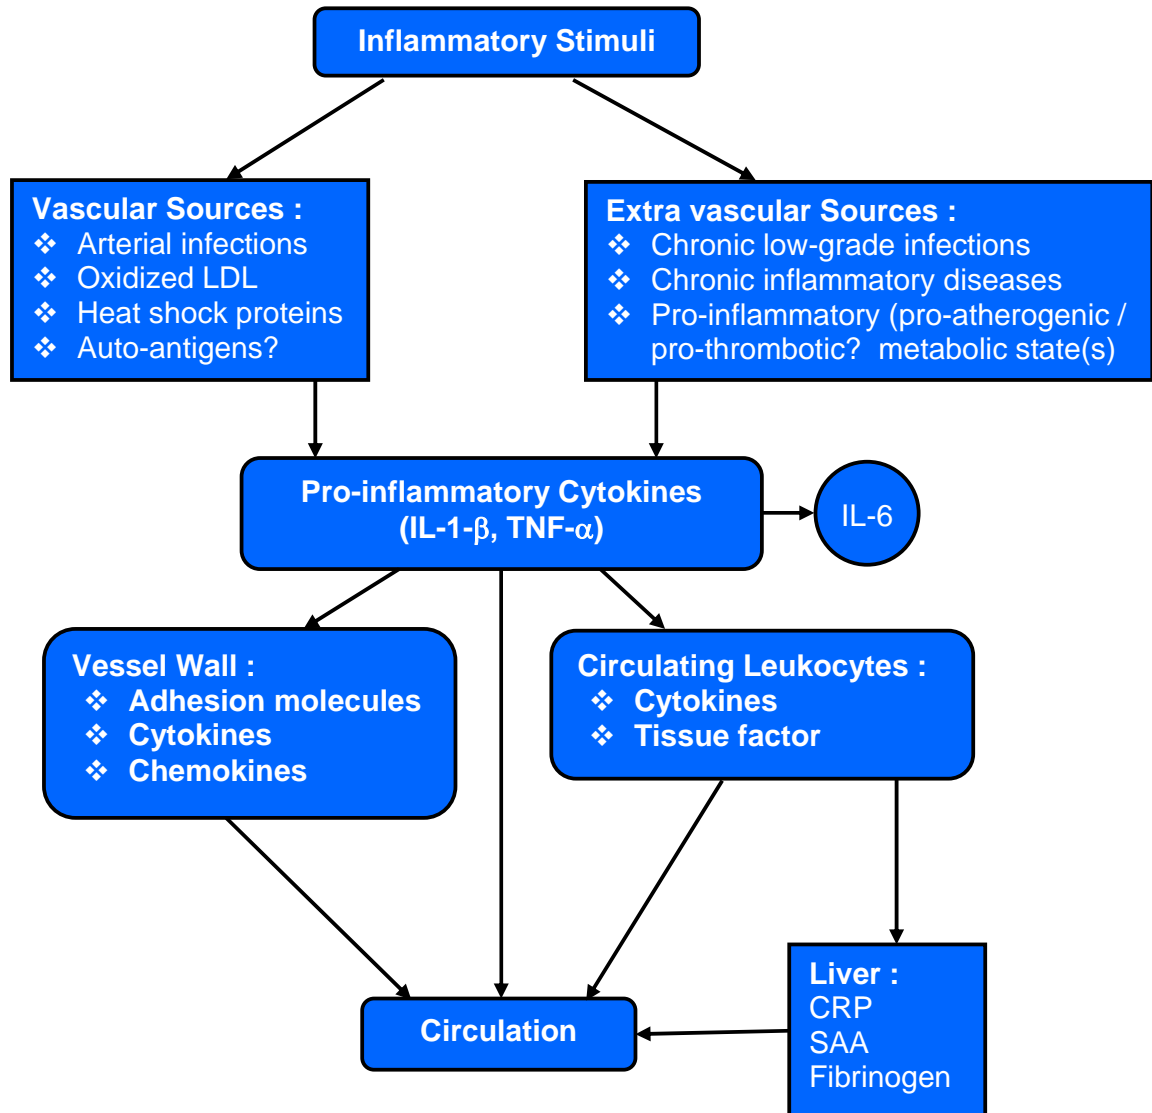 Inflammatory Stimuli
Vascular Sources :
❖ Arterial infections
❖ Oxidized LDL
❖ Heat shock proteins
❖ Auto-antigens?
Extra vascular Sources :
❖ Chronic low-grade infections
❖ Chronic inflammatory diseases
❖ Pro-inflammatory (pro-atherogenic /
pro-thrombotic? metabolic state(s)
Pro-inflammatory Cytokines
(IL-1-β, TNF-α)
IL-6
Vessel Wall :
❖ Adhesion molecules
❖ Cytokines
❖ Chemokines
Circulating Leukocytes :
❖ Cytokines
❖ Tissue factor
Circulation
Liver :
CRP
SAA
Fibrinogen